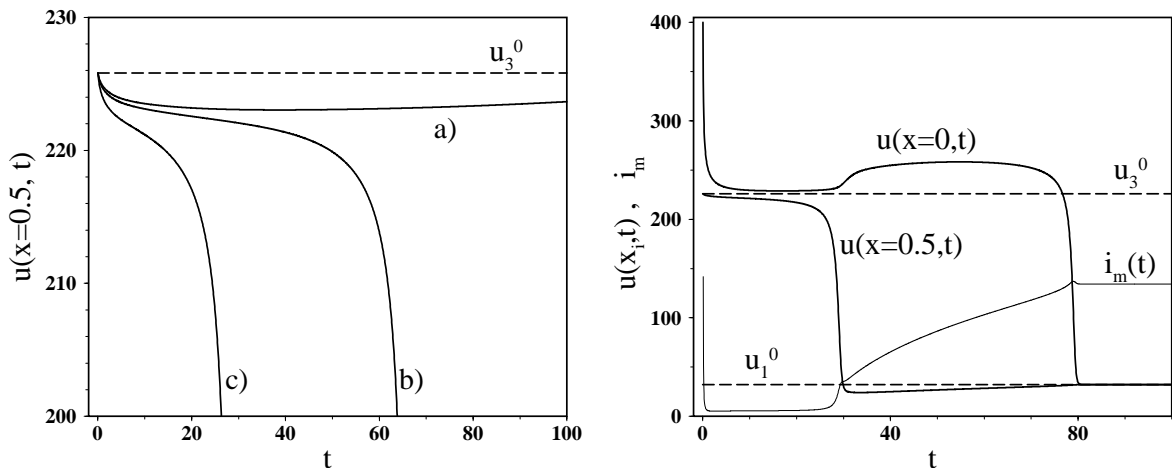 230
220
210
200
0
20
40
60
80
100
t
u(x=0.5, t)
u₃⁰
a)
b)
c)
400
300
200
100
0
0
40
80
t
u(xᵢ,t) , iₘ
u(x=0,t)
u₃⁰
u(x=0.5,t)
iₘ(t)
u₁⁰